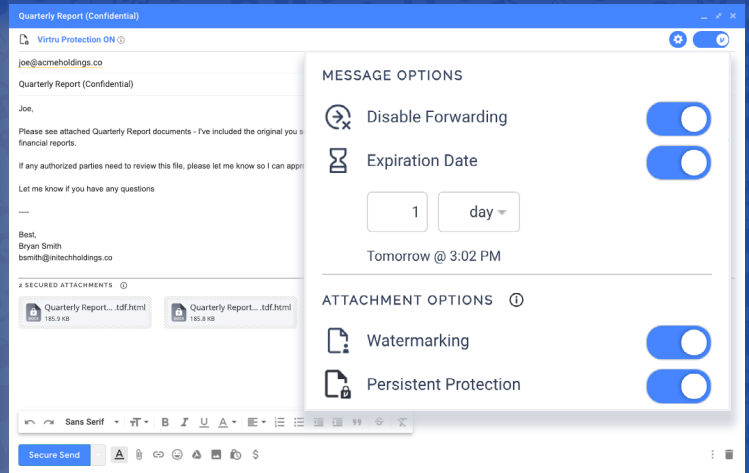 Quarterly Report (Confidential)
Virtru Protection ON
joe@acmeholdings.co
Quarterly Report (Confidential)
Joe,
Please see attached Quarterly Report documents - I've included the original you
financial reports.
If any authorized parties need to review this file, please let me know so I can
Let me know if you have any questions
----
Best,
Bryan Smith
bsmith@initechholdings.co
2 SECURED ATTACHMENTS
Quarterly Report... .tdf.html
185.9 KB
Quarterly Report... .tdf.html
185.8 KB
MESSAGE OPTIONS
Disable Forwarding
Expiration Date
1 day
Tomorrow @ 3:02 PM
ATTACHMENT OPTIONS
Watermarking
Persistent Protection
Sans Serif
Secure Send